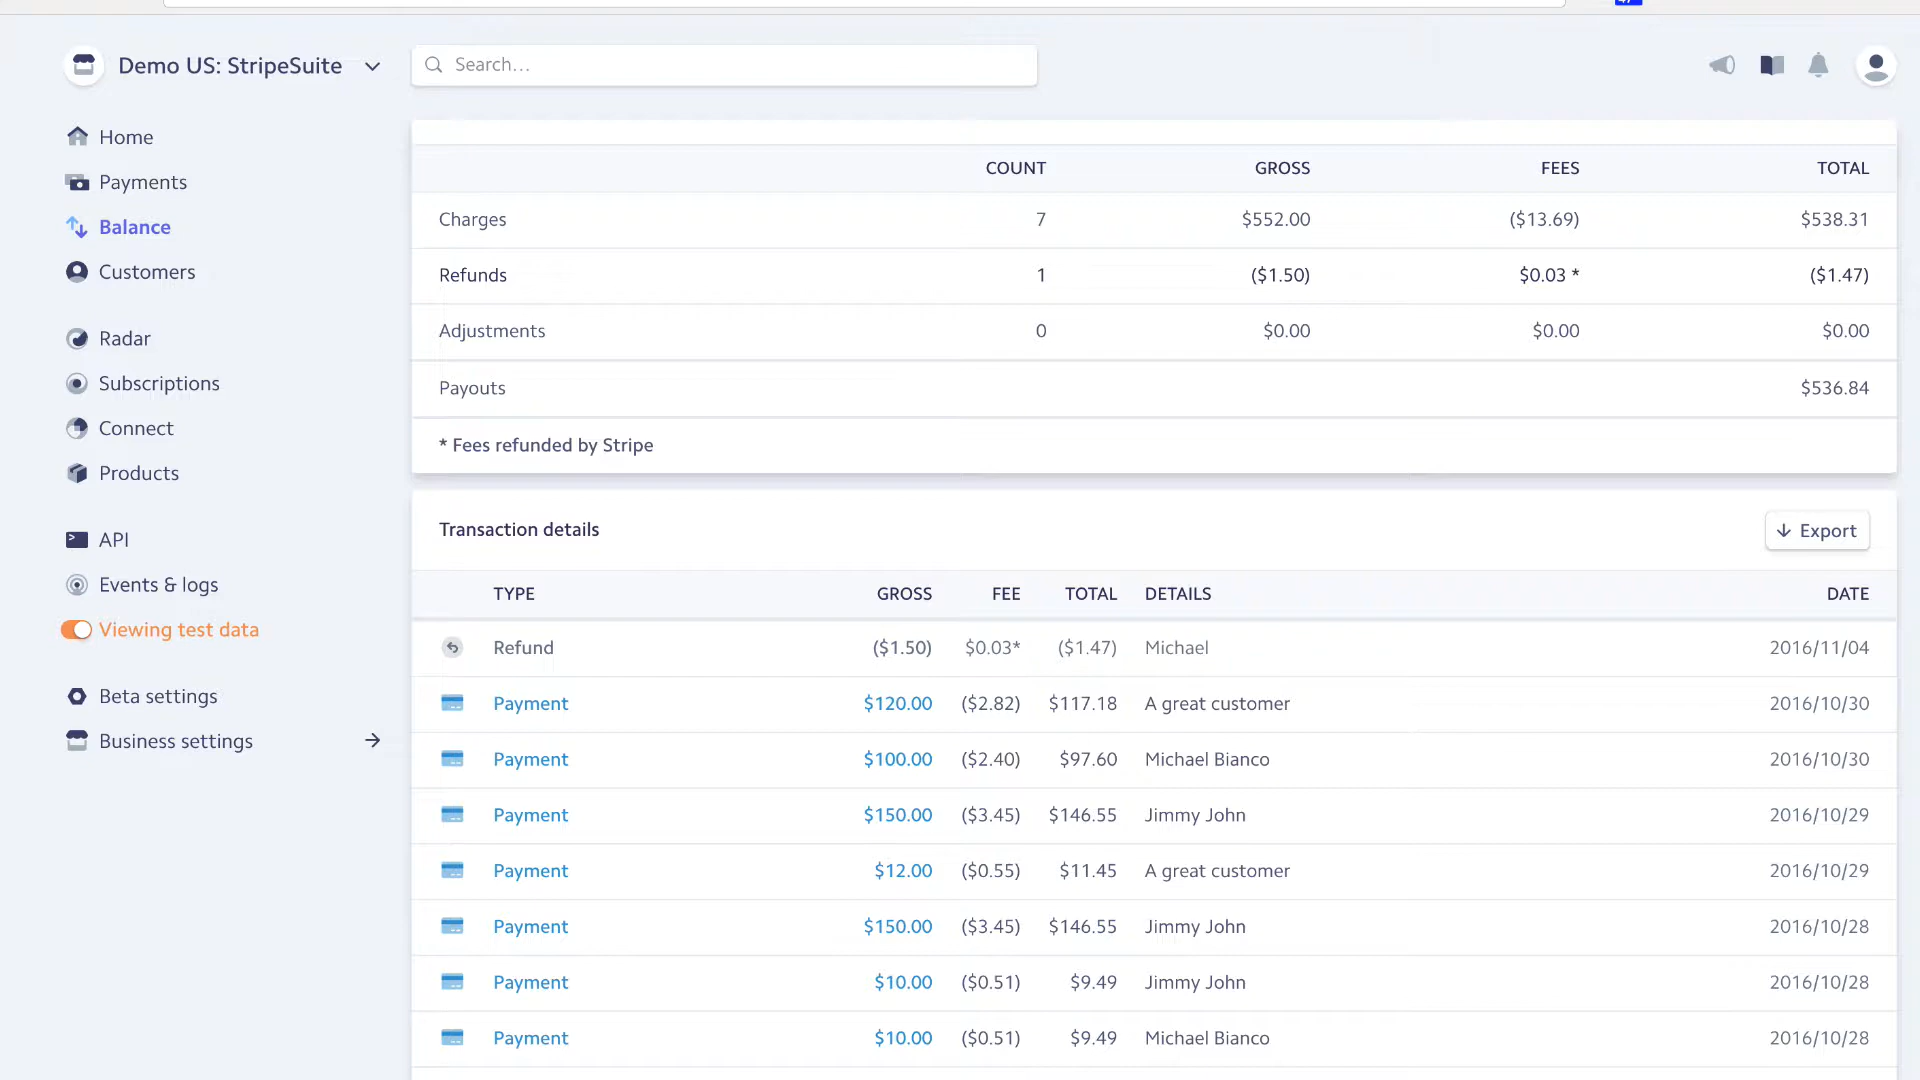 Demo US: StripeSuite
Search…
Home
Payments
Balance
Customers
Radar
Subscriptions
Connect
Products
API
Events & logs
Viewing test data
Beta settings
Business settings
COUNT GROSS FEES TOTAL
Charges 7 $552.00 ($13.69) $538.31
Refunds 1 ($1.50) $0.03 * ($1.47)
Adjustments 0 $0.00 $0.00 $0.00
Payouts $536.84
* Fees refunded by Stripe
Transaction details
Export
TYPE GROSS FEE TOTAL DETAILS DATE
Refund ($1.50) $0.03* ($1.47) Michael 2016/11/04
Payment $120.00 ($2.82) $117.18 A great customer 2016/10/30
Payment $100.00 ($2.40) $97.60 Michael Bianco 2016/10/30
Payment $150.00 ($3.45) $146.55 Jimmy John 2016/10/29
Payment $12.00 ($0.55) $11.45 A great customer 2016/10/29
Payment $150.00 ($3.45) $146.55 Jimmy John 2016/10/28
Payment $10.00 ($0.51) $9.49 Jimmy John 2016/10/28
Payment $10.00 ($0.51) $9.49 Michael Bianco 2016/10/28